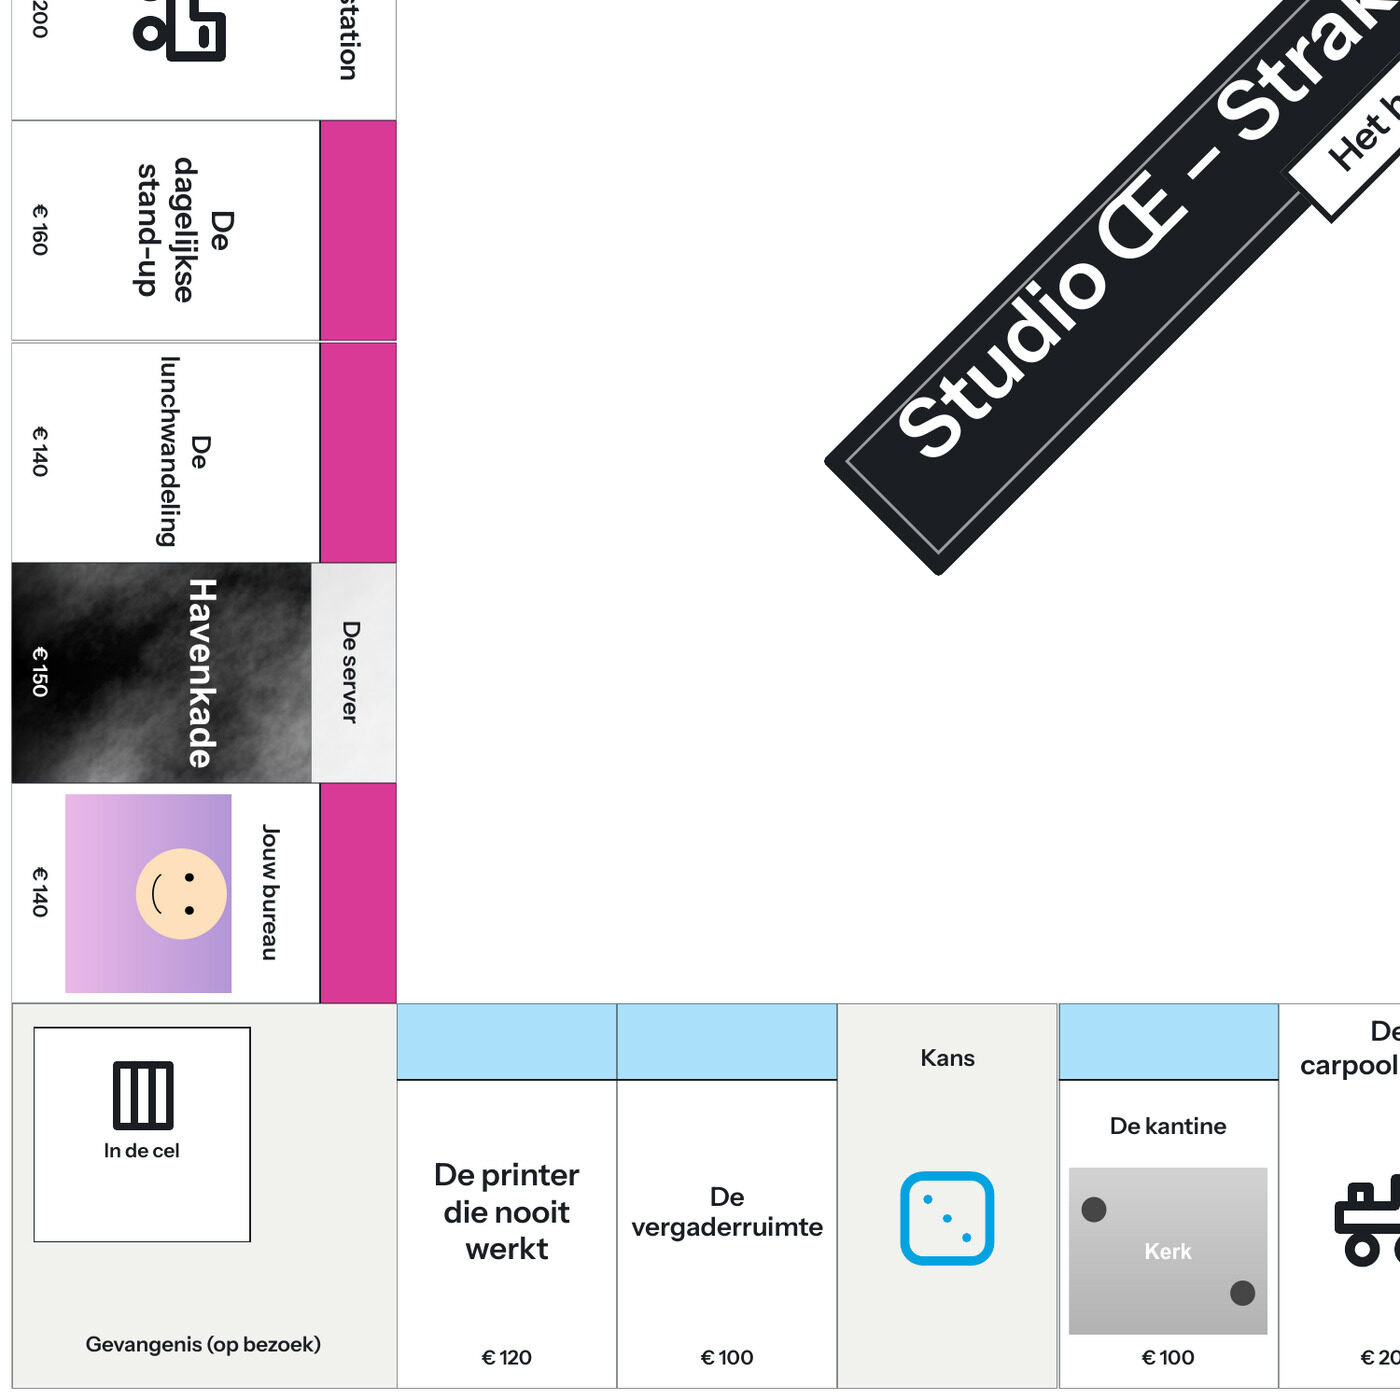 € 200
station
De
dagelijkse
stand-up
€ 160
De
lunchwandeling
€ 140
De server
Havenkade
€ 150
Jouw bureau
€ 140
Studio Œ – Strak
Het
In de cel
Gevangenis (op bezoek)
De printer
die nooit
werkt
€ 120
De
vergaderruimte
€ 100
Kans
De kantine
Kerk
€ 100
De
carpool
€ 20